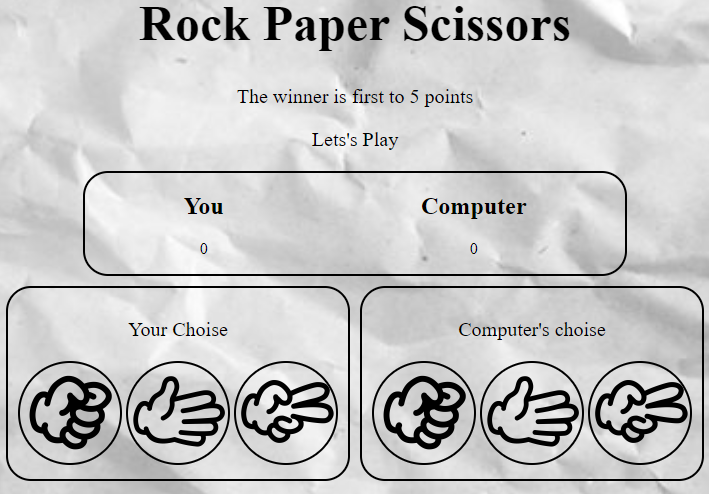 Rock Paper Scissors
The winner is first to 5 points
Lets's Play
You Computer
0 0
Your Choise
Computer's choise